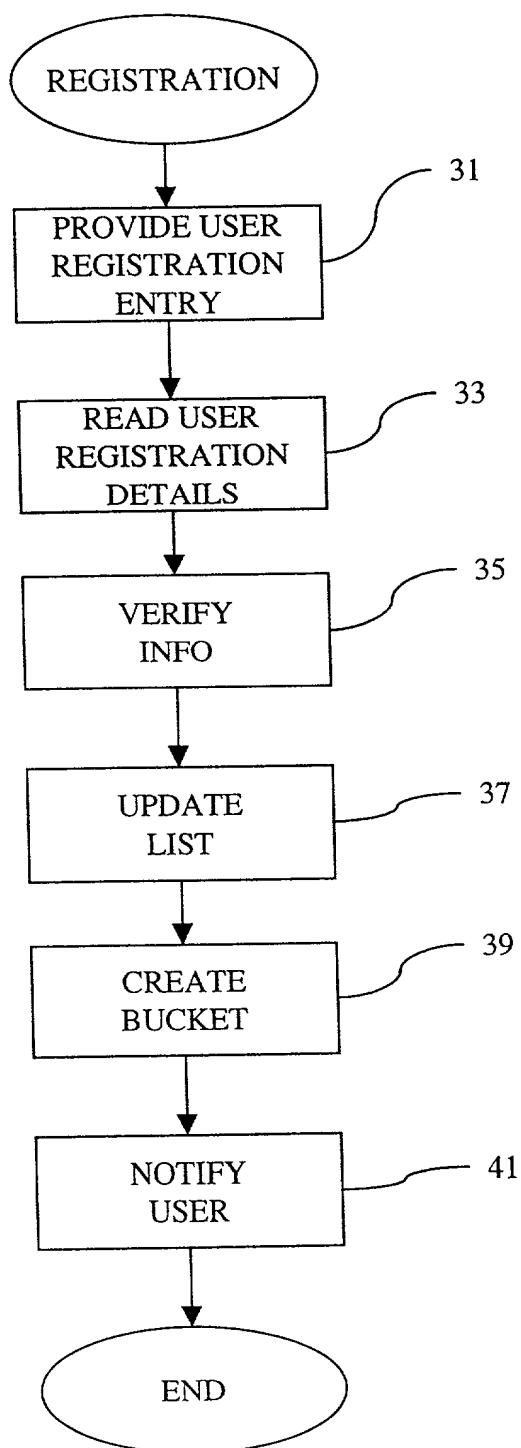 REGISTRATION
31
PROVIDE USER
REGISTRATION
ENTRY
33
READ USER
REGISTRATION
DETAILS
35
VERIFY
INFO
37
UPDATE
LIST
39
CREATE
BUCKET
41
NOTIFY
USER
END